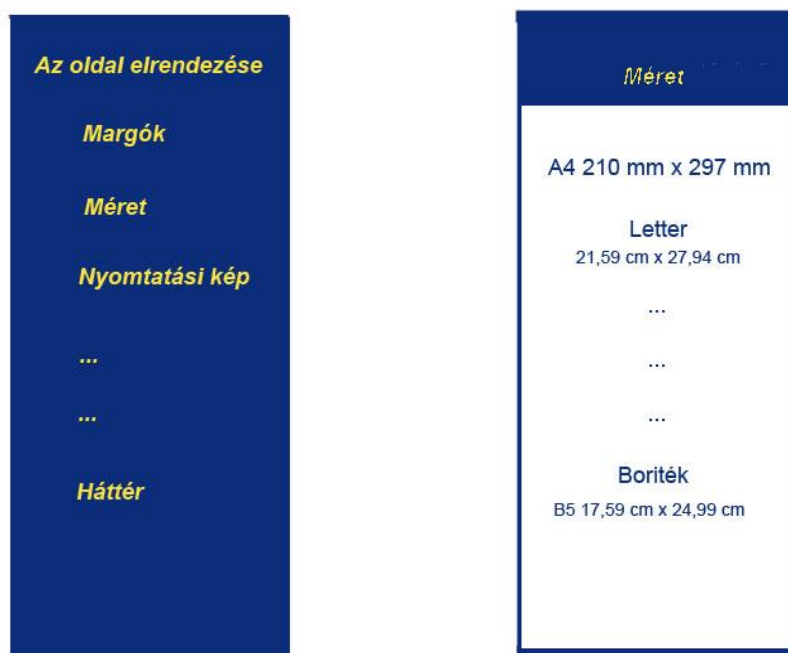 Az oldal elrendezése
Margók
Méret
Nyomtatási kép
...
...
Háttér
Méret
A4 210 mm x 297 mm
Letter
21,59 cm x 27,94 cm
...
...
...
Boriték
B5 17,59 cm x 24,99 cm